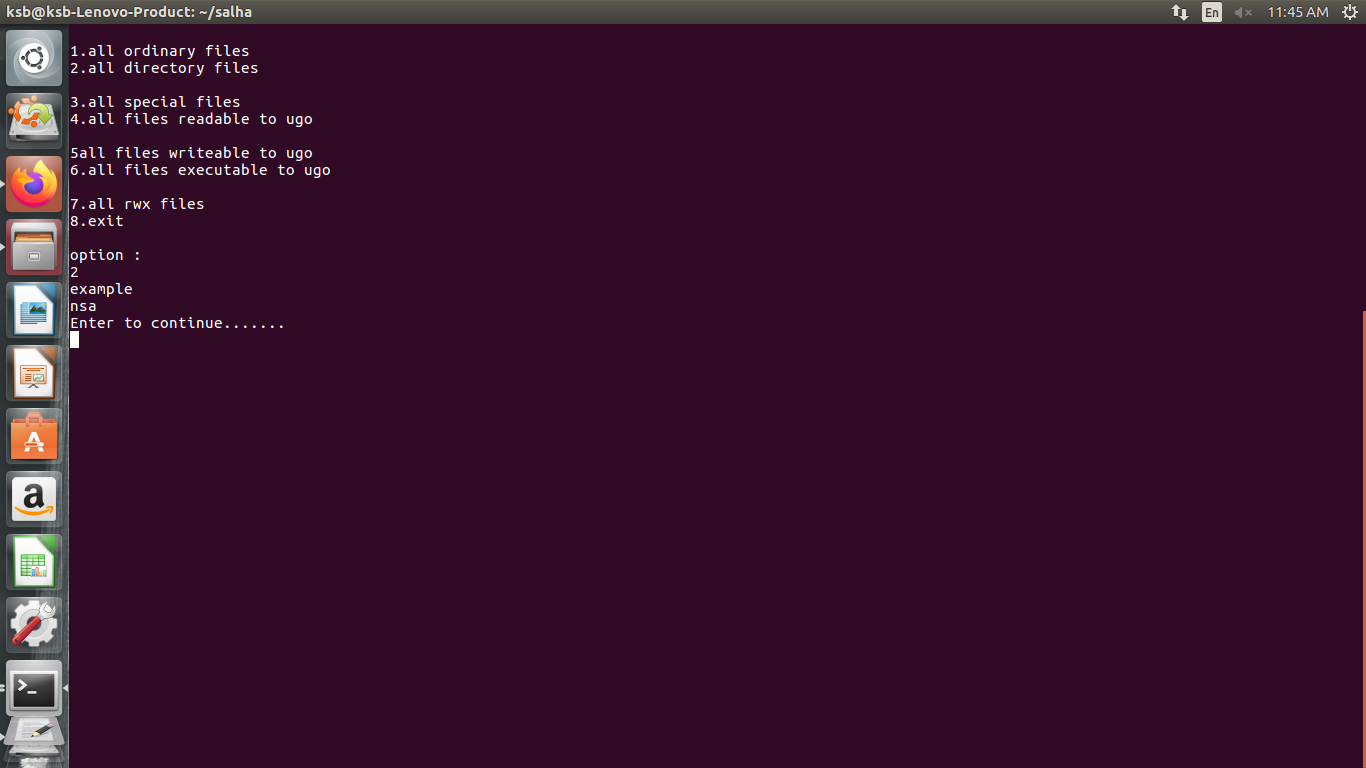 ksb@ksb-Lenovo-Product: ~/salha
En
11:45 AM
1.all ordinary files
2.all directory files
3.all special files
4.all files readable to ugo
5all files writeable to ugo
6.all files executable to ugo
7.all rwx files
8.exit
option :
2
example
nsa
Enter to continue.......